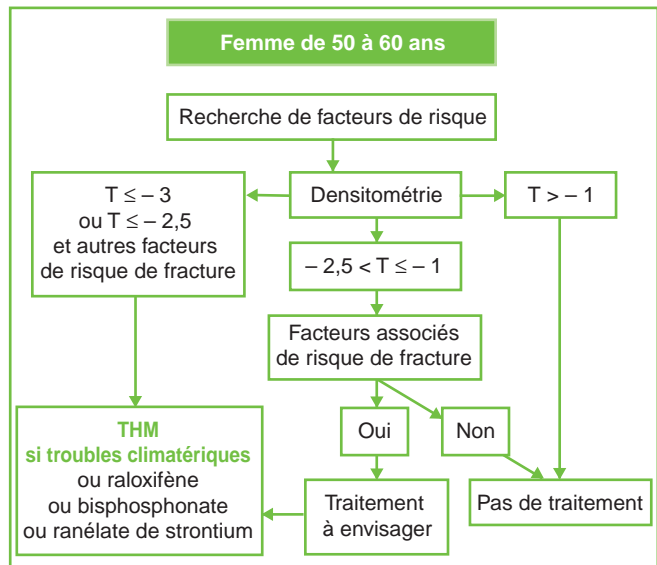 Femme de 50 à 60 ans
Recherche de facteurs de risque
T ≤ – 3
ou T ≤ – 2,5
et autres facteurs
de risque de fracture
Densitométrie
T > – 1
– 2,5 < T ≤ – 1
Facteurs associés
de risque de fracture
Oui
Non
THM
si troubles climatériques
ou raloxifène
ou bisphosphonate
ou ranélate de strontium
Traitement
à envisager
Pas de traitement